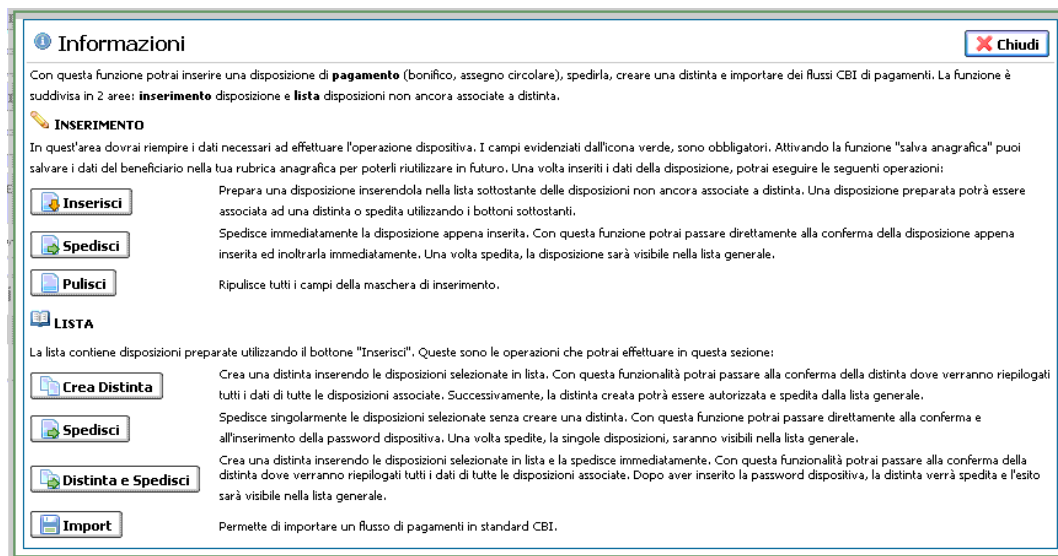 Informazioni
Chiudi
Con questa funzione potrai inserire una disposizione di pagamento (bonifico, assegno circolare), spedirla, creare una distinta e importare dei flussi CBI di pagamenti. La funzione è
suddivisa in 2 aree: inserimento disposizione e lista disposizioni non ancora associate a distinta.
INSERIMENTO
In quest'area dovrai riempire i dati necessari ad effettuare l'operazione dispositiva. I campi evidenziati dall'icona verde, sono obbligatori. Attivando la funzione "salva anagrafica" puoi
salvare i dati del beneficiario nella tua rubrica anagrafica per poterli riutilizzare in futuro. Una volta inseriti i dati della disposizione, potrai eseguire le seguenti operazioni:
Inserisci
Prepara una disposizione inserendola nella lista sottostante delle disposizioni non ancora associate a distinta. Una disposizione preparata potrà essere
associata ad una distinta o spedita utilizzando i bottoni sottostanti.
Spedisci
Spedisce immediatamente la disposizione appena inserita. Con questa funzione potrai passare direttamente alla conferma della disposizione appena
inserita ed inoltrarla immediatamente. Una volta spedita, la disposizione sarà visibile nella lista generale.
Pulisci
Ripulisce tutti i campi della maschera di inserimento.
LISTA
La lista contiene disposizioni preparate utilizzando il bottone "Inserisci". Queste sono le operazioni che potrai effettuare in questa sezione:
Crea Distinta
Crea una distinta inserendo le disposizioni selezionate in lista. Con questa funzionalità potrai passare alla conferma della distinta dove verranno riepilogati
tutti i dati di tutte le disposizioni associate. Successivamente, la distinta creata potrà essere autorizzata e spedita dalla lista generale.
Spedisci
Spedisce singolarmente le disposizioni selezionate senza creare una distinta. Con questa funzione potrai passare direttamente alla conferma e
all'inserimento della password dispositiva. Una volta spedite, la singole disposizioni, saranno visibili nella lista generale.
Distinta e Spedisci
Crea una distinta inserendo le disposizioni selezionate in lista e la spedisce immediatamente. Con questa funzionalità potrai passare alla conferma della
distinta dove verranno riepilogati tutti i dati di tutte le disposizioni associate. Dopo aver inserito la password dispositiva, la distinta verrà spedita e l'esito
sarà visibile nella lista generale.
Import
Permette di importare un flusso di pagamenti in standard CBI.